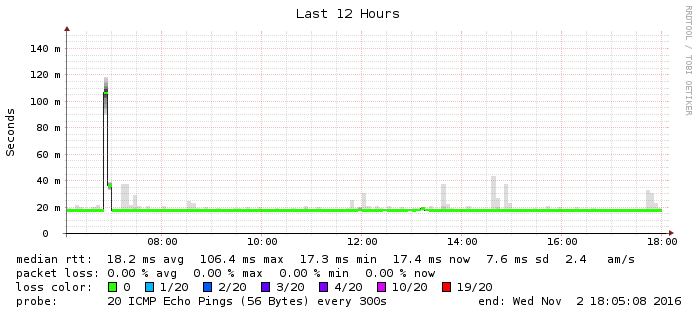 Last 12 Hours
RRDTOOL / TOBI OETIKER
Seconds
140 m
120 m
100 m
80 m
60 m
40 m
20 m
0
08:00 10:00 12:00 14:00 16:00 18:00
median rtt: 18.2 ms avg 106.4 ms max 17.3 ms min 17.4 ms now 7.6 ms sd 2.4 am/s
packet loss: 0.00 % avg 0.00 % max 0.00 % min 0.00 % now
loss color: 0 1/20 2/20 3/20 4/20 10/20 19/20
probe: 20 ICMP Echo Pings (56 Bytes) every 300s end: Wed Nov 2 18:05:08 2016